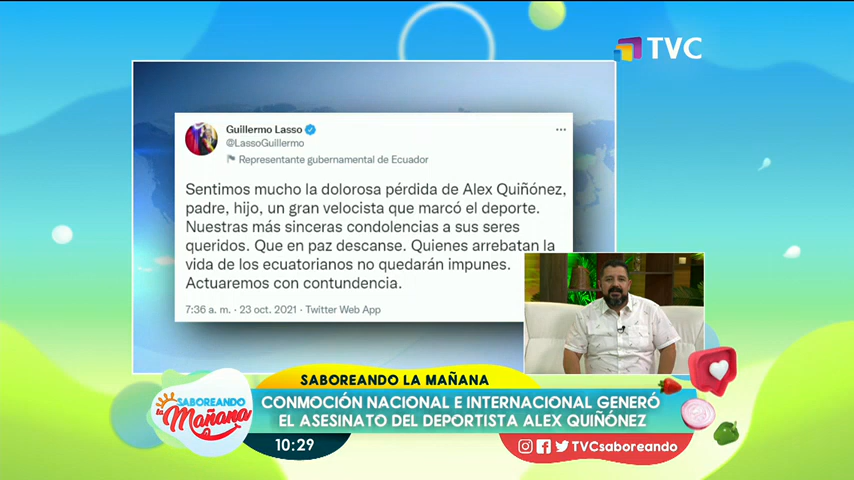 TVC
Guillermo Lasso
@LassoGuillermo
Representante gubernamental de Ecuador
Sentimos mucho la dolorosa pérdida de Alex Quiñónez,
padre, hijo, un gran velocista que marcó el deporte.
Nuestras más sinceras condolencias a sus seres
queridos. Que en paz descanse. Quienes arrebatan la
vida de los ecuatorianos no quedarán impunes.
Actuaremos con contundencia.
7:36 a. m. · 23 oct. 2021 · Twitter Web App
SABOREANDO LA MAÑANA
SABOREANDO
la Mañana
CONMOCIÓN NACIONAL E INTERNACIONAL GENERÓ
EL ASESINATO DEL DEPORTISTA ALEX QUIÑÓNEZ
10:29
TVCsaboreando